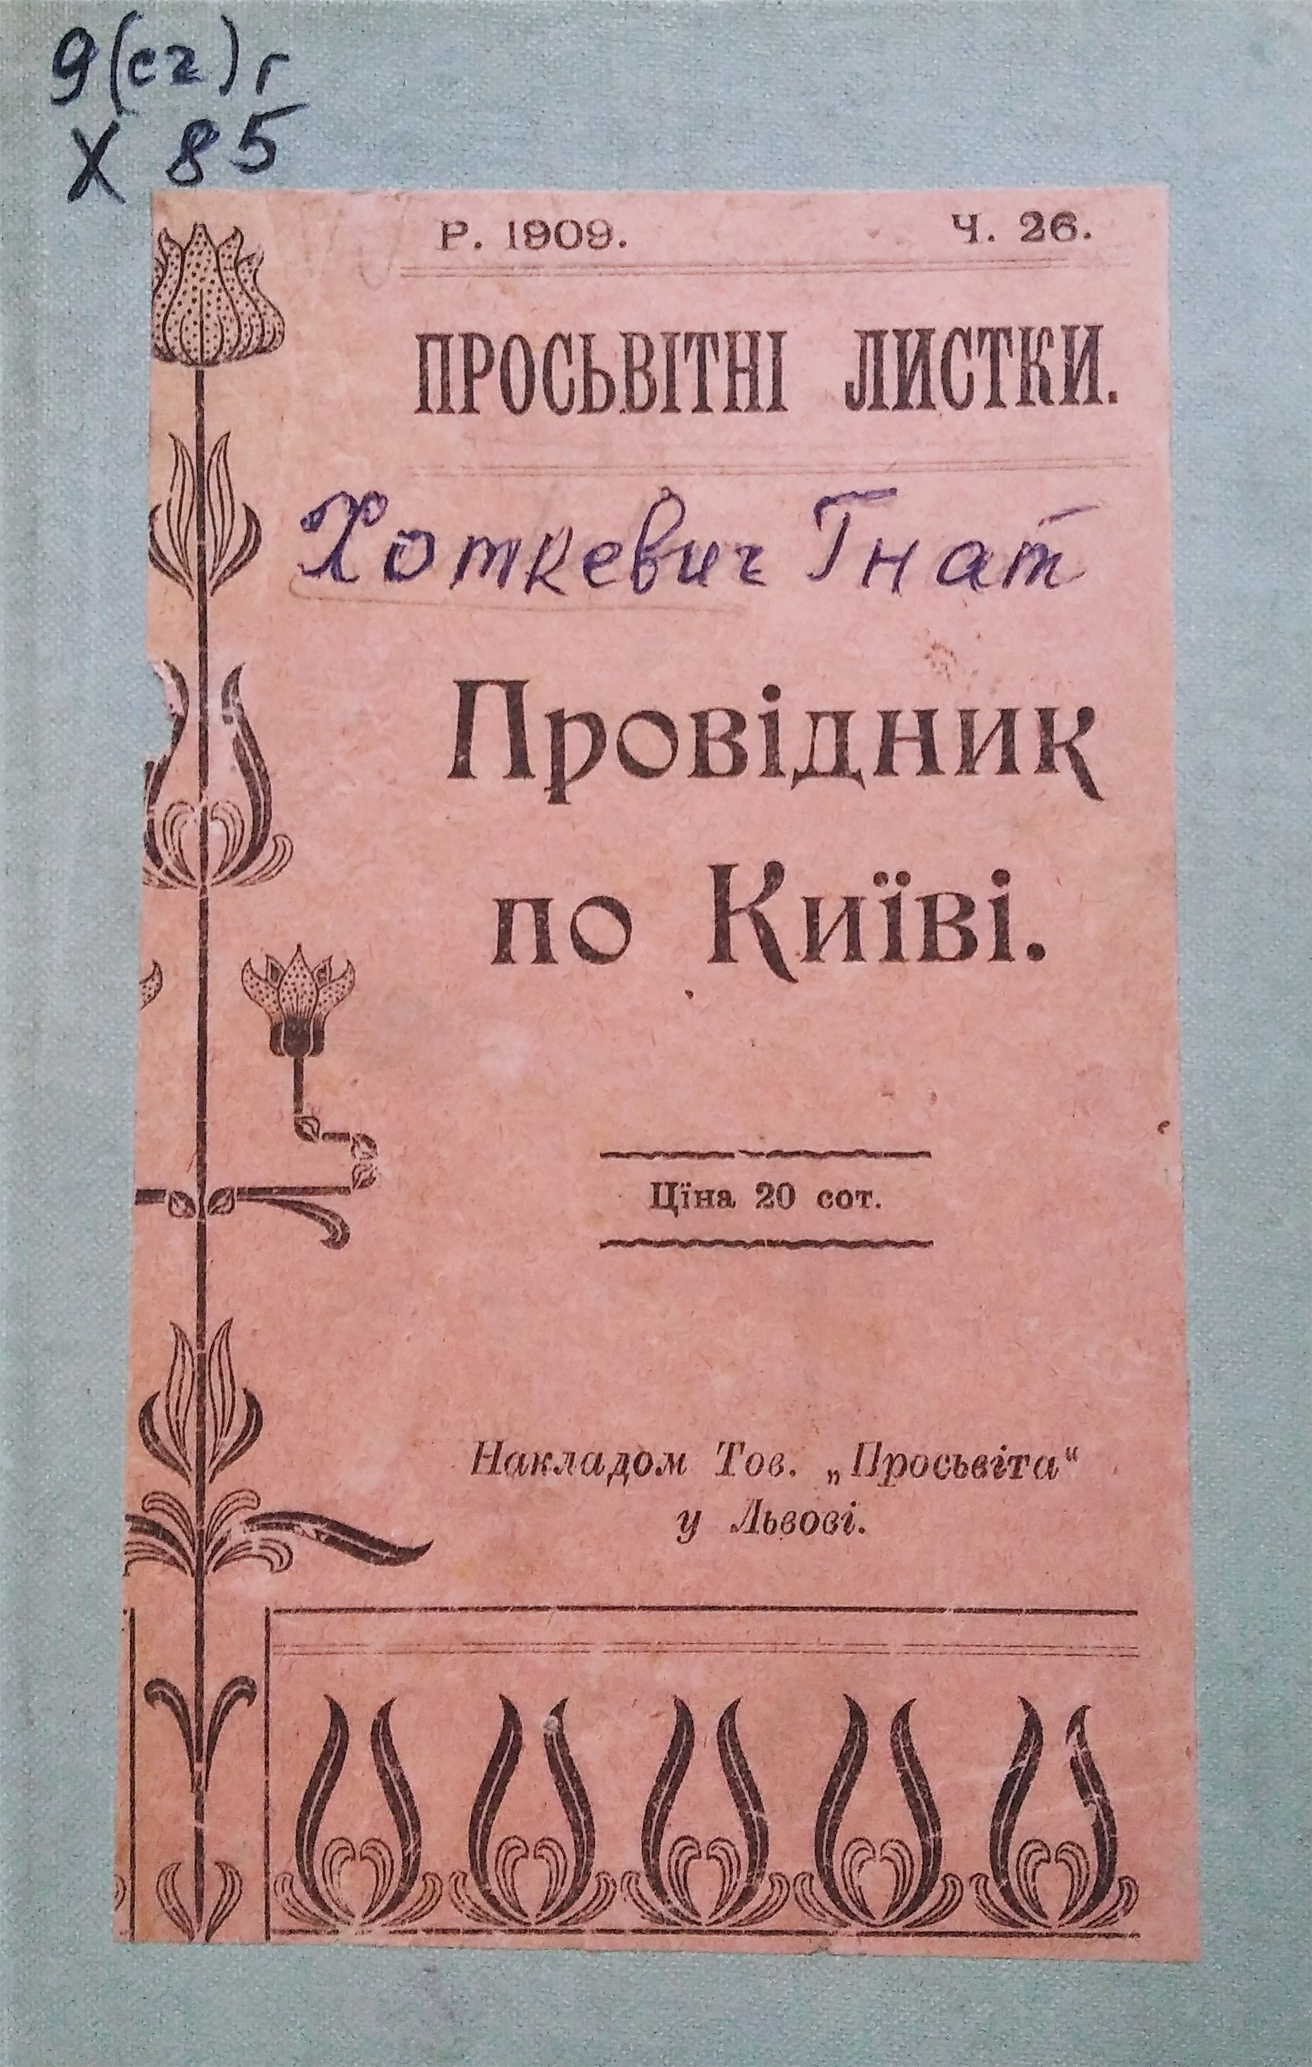 9(с2)г
Х 85
Р. 1909. Ч. 26.
ПРОСЬВІТНІ ЛИСТКИ.
Хоткевич Гнат
Провідник
по Київі.
Ціна 20 сот.
Накладом Тов. „Просьвіта“
у Львові.